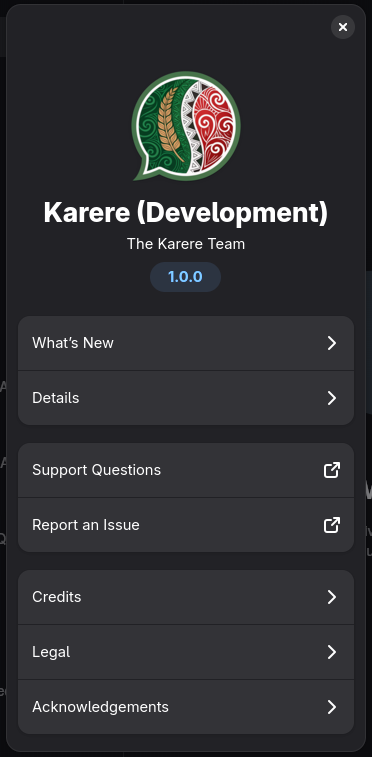 Karere (Development)
The Karere Team
1.0.0
What's New
Details
Support Questions
Report an Issue
Credits
Legal
Acknowledgements